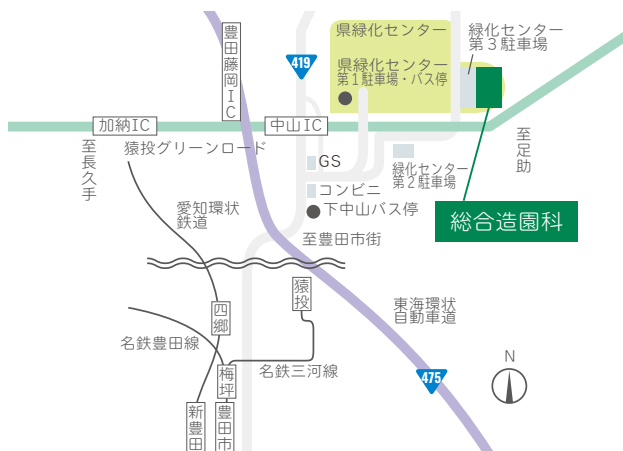 豊田藤岡IC
419
県緑化センター
県緑化センター
第1駐車場・バス停
緑化センター
第3駐車場
加納IC
中山IC
至長久手
猿投グリーンロード
至足助
GS
緑化センター
第2駐車場
コンビニ
下中山バス停
愛知環状
鉄道
総合造園科
至豊田市街
猿投
四郷
東海環状
自動車道
名鉄豊田線
梅坪
名鉄三河線
475
N
新豊田
豊田市